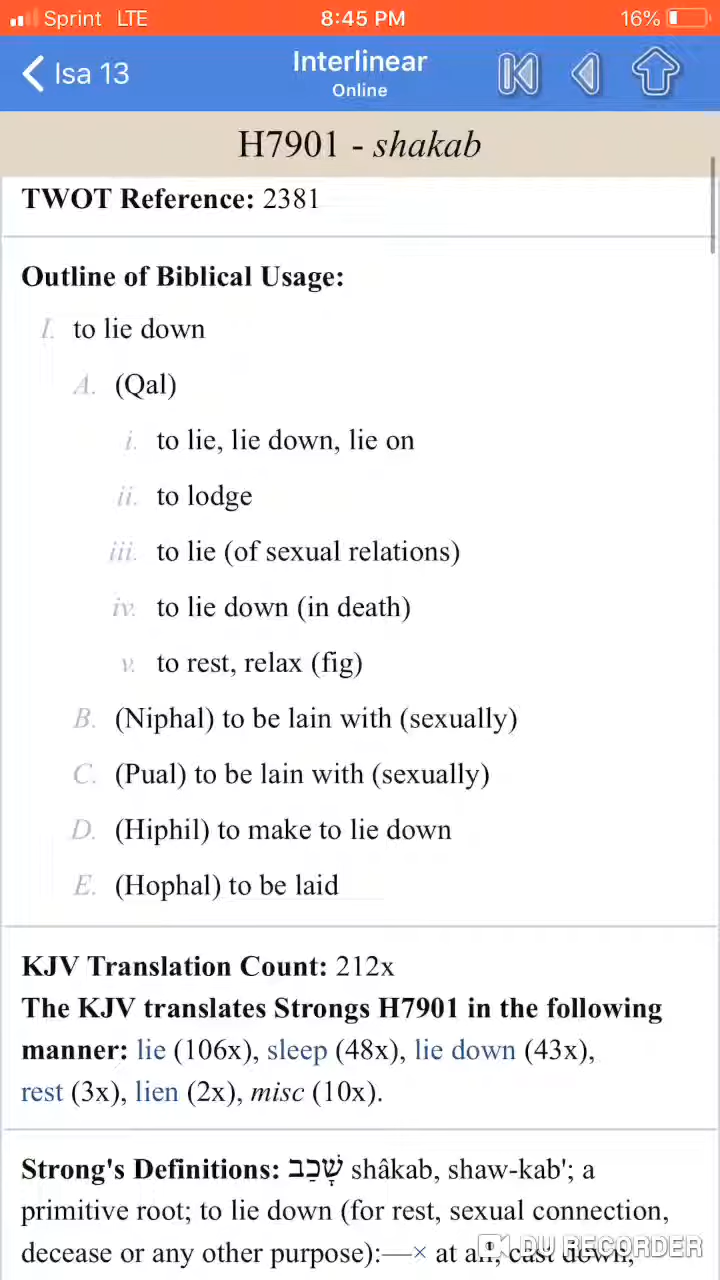 Sprint LTE 8:45 PM 16%
Isa 13 Interlinear
Online
H7901 - shakab
TWOT Reference: 2381
Outline of Biblical Usage:
I. to lie down
A. (Qal)
i. to lie, lie down, lie on
ii. to lodge
iii. to lie (of sexual relations)
iv. to lie down (in death)
v. to rest, relax (fig)
B. (Niphal) to be lain with (sexually)
C. (Pual) to be lain with (sexually)
D. (Hiphil) to make to lie down
E. (Hophal) to be laid
KJV Translation Count: 212x
The KJV translates Strongs H7901 in the following
manner: lie (106x), sleep (48x), lie down (43x),
rest (3x), lien (2x), misc (10x).
Strong's Definitions: שָׁכַב shâkab, shaw-kab'; a
primitive root; to lie down (for rest, sexual connection,
decease or any other purpose):—× at all, cast down,
DU RECORDER